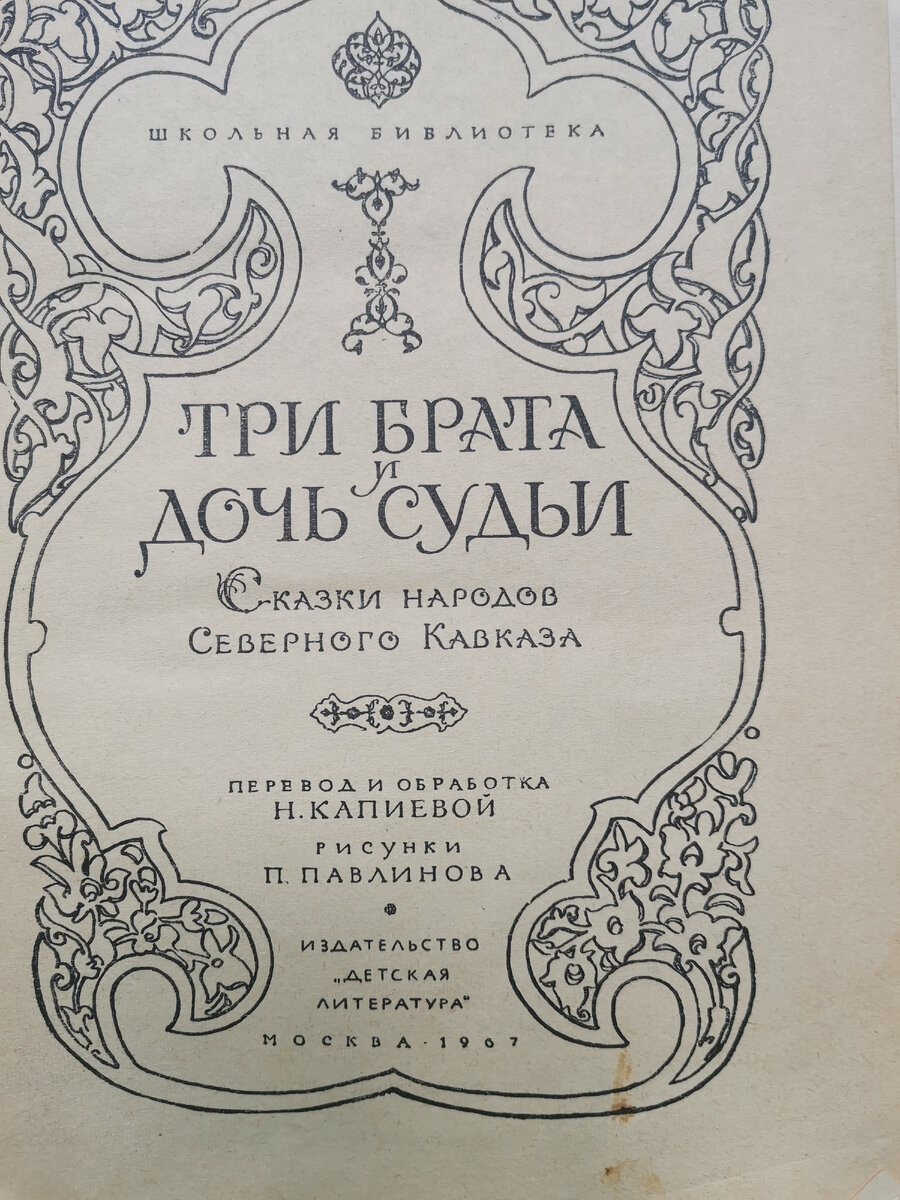 ШКОЛЬНАЯ БИБЛИОТЕКА
ТРИ БРАТА
И
ДОЧЬ СУДЬИ
СКАЗКИ НАРОДОВ
СЕВЕРНОГО КАВКАЗА
ПЕРЕВОД И ОБРАБОТКА
Н. КАПИЕВОЙ
РИСУНКИ
П. ПАВЛИНОВА
ИЗДАТЕЛЬСТВО
„ДЕТСКАЯ
ЛИТЕРАТУРА"
МОСКВА · 1967